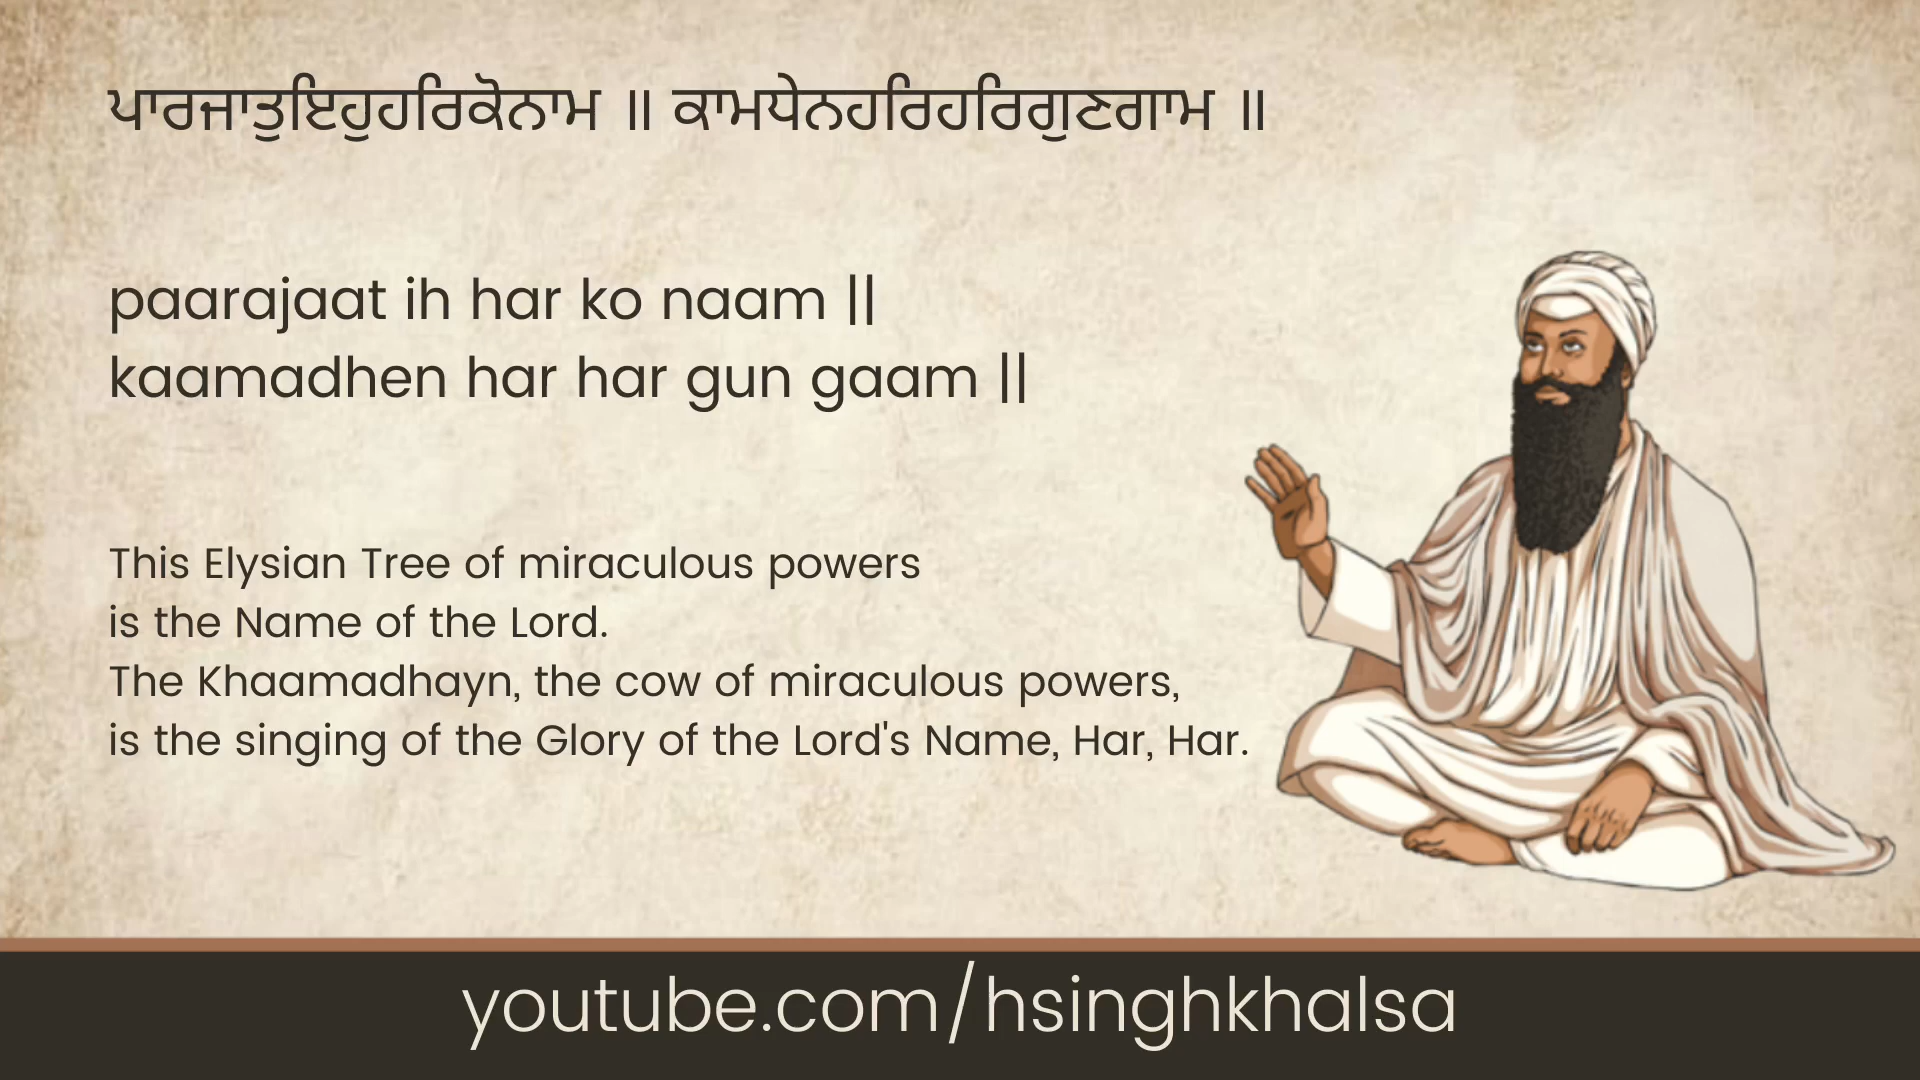 ਪਾਰਜਾਤੁਇਹੁਹਰਿਕੋਨਾਮ ॥ ਕਾਮਧੇਨਹਰਿਹਰਿਗੁਣਗਾਮ ॥
paarajaat ih har ko naam ||
kaamadhen har har gun gaam ||
This Elysian Tree of miraculous powers
is the Name of the Lord.
The Khaamadhayn, the cow of miraculous powers,
is the singing of the Glory of the Lord's Name, Har, Har.
youtube.com/hsinghkhalsa